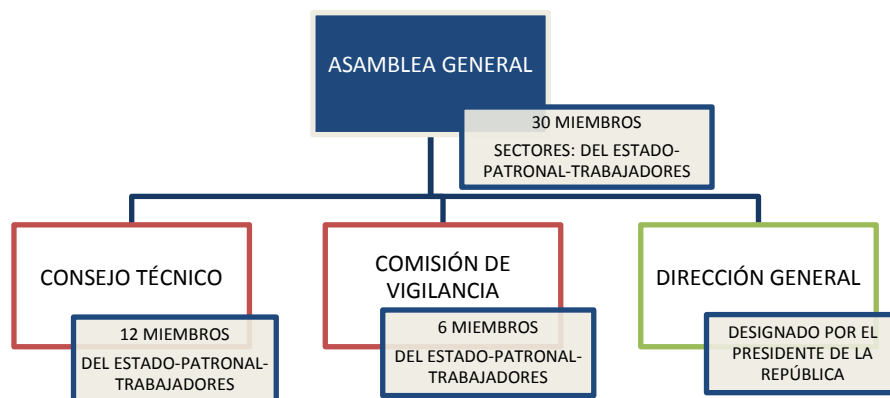 ASAMBLEA GENERAL
30 MIEMBROS
SECTORES: DEL ESTADO-
PATRONAL-TRABAJADORES
CONSEJO TÉCNICO
12 MIEMBROS
DEL ESTADO-PATRONAL-
TRABAJADORES
COMISIÓN DE
VIGILANCIA
6 MIEMBROS
DEL ESTADO-PATRONAL-
TRABAJADORES
DIRECCIÓN GENERAL
DESIGNADO POR EL
PRESIDENTE DE LA
REPÚBLICA